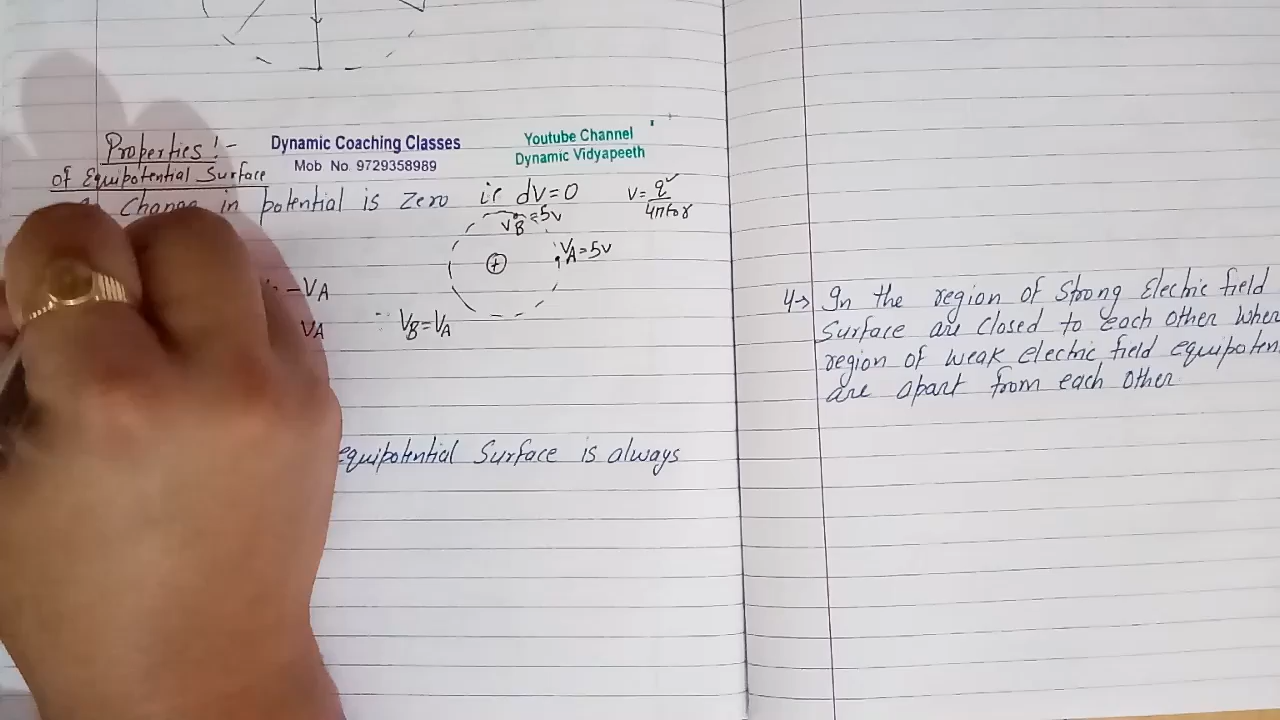 Properties :-
Dynamic Coaching Classes
Mob No 9729358989
Youtube Channel
Dynamic Vidyapeeth
of Equipotential Surface
Change in potential is zero ie dv=0
V=q/4πϵ0r
VB=5v
VA=5v
-VA
VA ∴ VB=VA
equipotential Surface is always
4→ In the region of Strong Electric field
Surface are closed to each other wher
region of weak electric field equipoten
are apart from each other